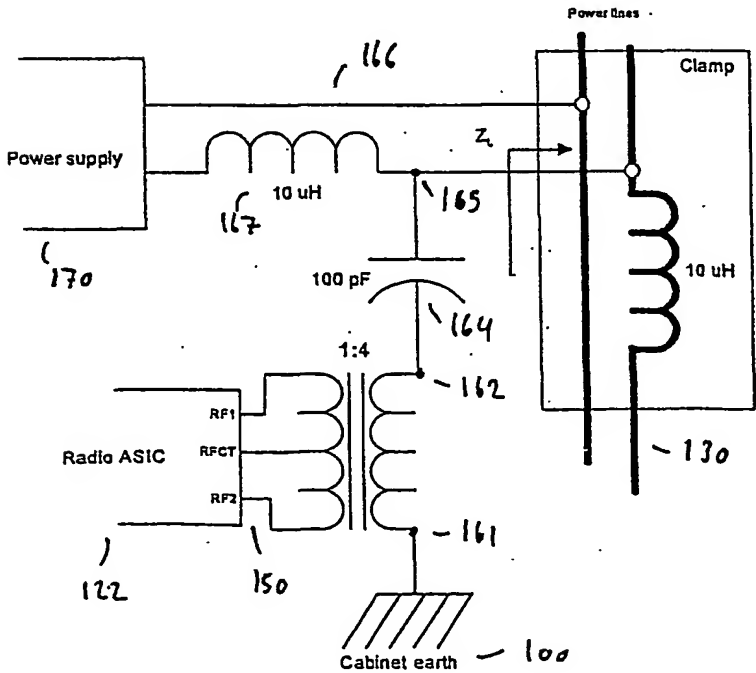 Power lines
166
Clamp
Power supply
ZL
10 uH
167
165
10 uH
170
100 pF
164
1:4
162
RF1
Radio ASIC
RFCT
130
RF2
161
122
150
Cabinet earth
100